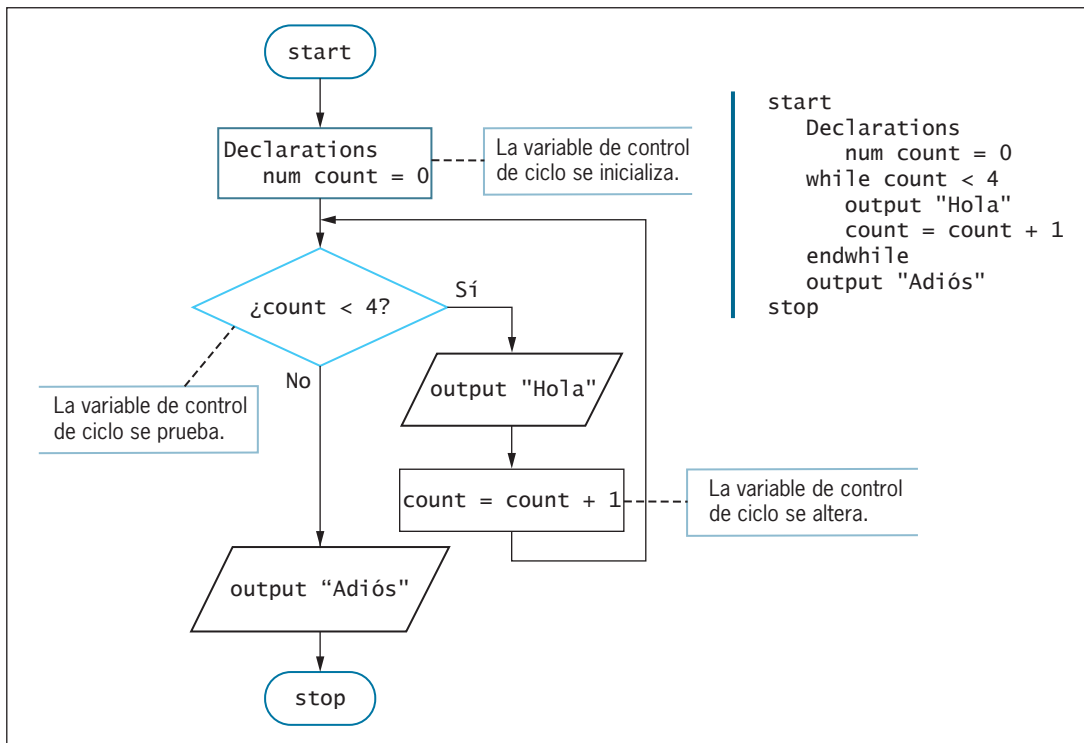 start
Declarations
num count = 0
La variable de control
de ciclo se inicializa.
¿count < 4?
Sí
No
La variable de control
de ciclo se prueba.
output "Hola"
count = count + 1
La variable de control
de ciclo se altera.
output “Adiós"
stop
start
Declarations
num count = 0
while count < 4
output "Hola"
count = count + 1
endwhile
output "Adiós"
stop